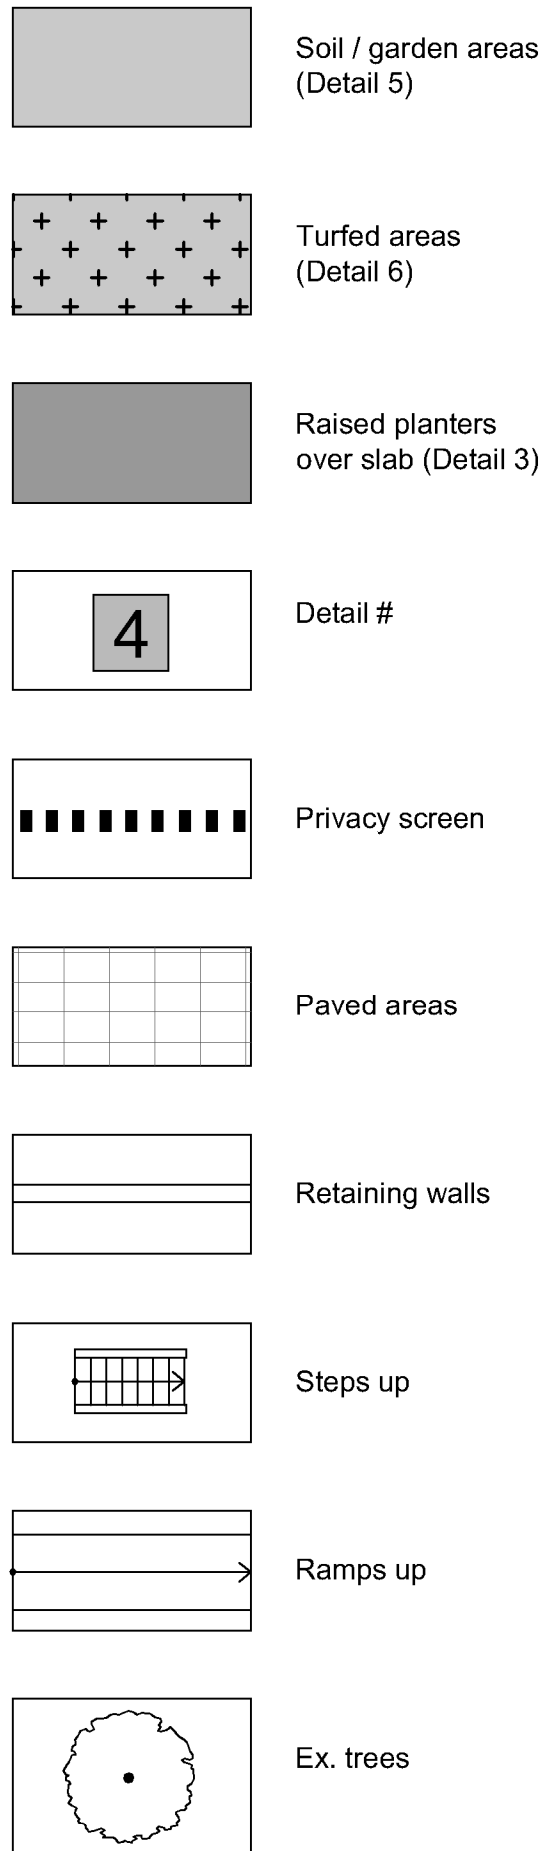 Soil / garden areas
(Detail 5)
Turfed areas
(Detail 6)
Raised planters
over slab (Detail 3)
4
Detail #
Privacy screen
Paved areas
Retaining walls
Steps up
Ramps up
Ex. trees